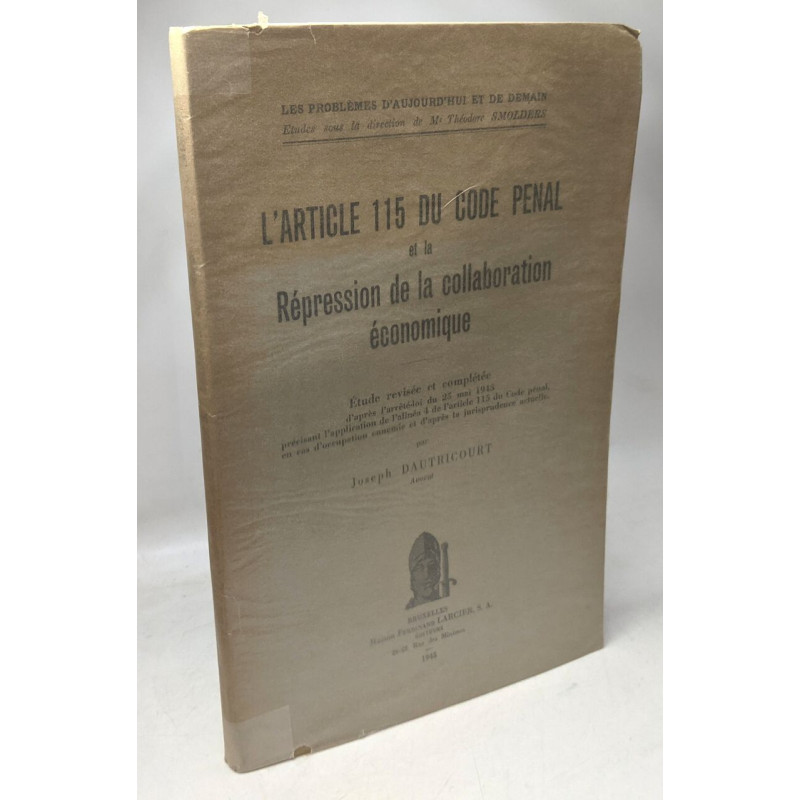 LES PROBLÈMES D'AUJOURD'HUI ET DE DEMAIN
Etudes sous la direction de Me Théodore SMOLDERS
L'ARTICLE 115 DU CODE PENAL
et la
Répression de la collaboration
économique
Étude revisée et complétée
d'après l'arrêté-loi du 25 mai 1945
précisant l'application de l'alinéa 4 de l'article 115 du Code pénal,
en cas d'occupation ennemie et d'après la jurisprudence actuelle.
par
Joseph DAUTRICOURT
Avocat
BRUXELLES
Maison Ferdinand LARCIER, S. A.
ÉDITEURS
Rue des Minimes
1945